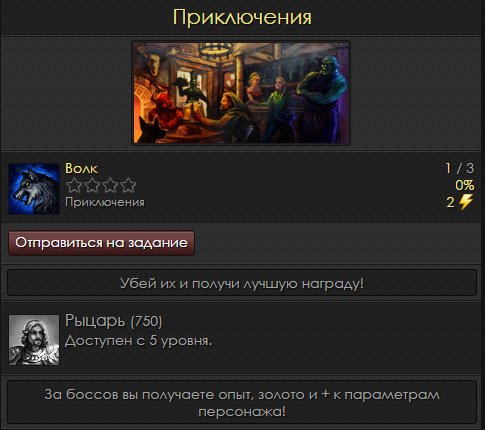 Приключения
Волк
1 / 3
0%
Приключения
2
Отправиться на задание
Убей их и получи лучшую награду!
Рыцарь (750)
Доступен с 5 уровня.
За боссов вы получаете опыт, золото и + к параметрам
персонажа!